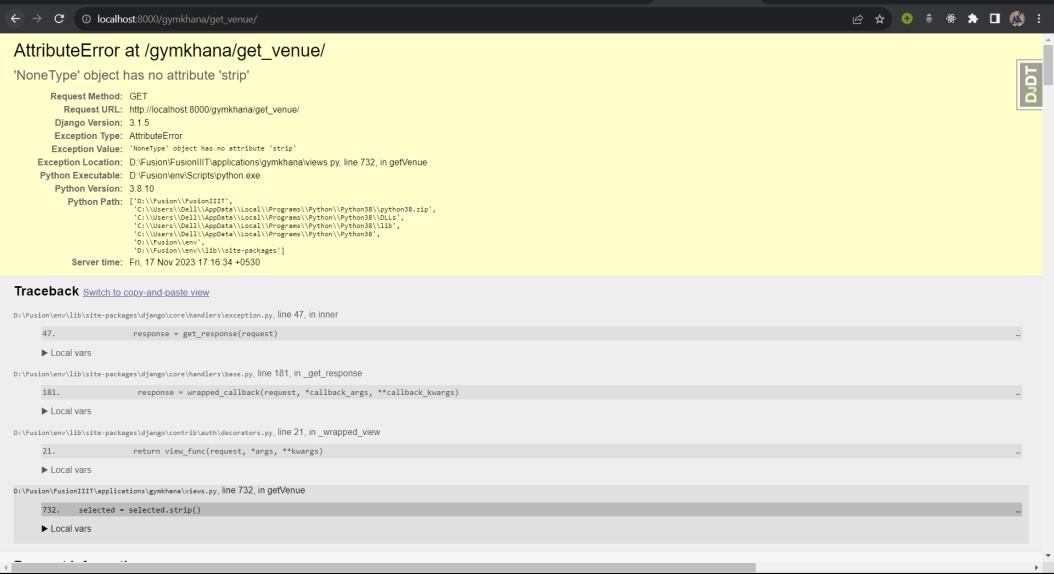 localhost:8000/gymkhana/get_venue/
AttributeError at /gymkhana/get_venue/
'NoneType' object has no attribute 'strip'
DJDT
Request Method: GET
Request URL: http://localhost:8000/gymkhana/get_venue/
Django Version: 3.1.5
Exception Type: AttributeError
Exception Value: 'NoneType' object has no attribute 'strip'
Exception Location: D:\Fusion\FusionIIIT\applications\gymkhana\views.py, line 732, in getVenue
Python Executable: D:\Fusion\env\Scripts\python.exe
Python Version: 3.8.10
Python Path: ['D:\\Fusion\\FusionIIIT',
'C:\\Users\\Dell\\AppData\\Local\\Programs\\Python\\Python38\\python38.zip',
'C:\\Users\\Dell\\AppData\\Local\\Programs\\Python\\Python38\\DLLs',
'C:\\Users\\Dell\\AppData\\Local\\Programs\\Python\\Python38\\lib',
'C:\\Users\\Dell\\AppData\\Local\\Programs\\Python\\Python38',
'D:\\Fusion\\env',
'D:\\Fusion\\env\\lib\\site-packages']
Server time: Fri, 17 Nov 2023 17:16:34 +0530
Traceback Switch to copy-and-paste view
D:\Fusion\env\lib\site-packages\django\core\handlers\exception.py, line 47, in inner
47. response = get_response(request) …
▶ Local vars
D:\Fusion\env\lib\site-packages\django\core\handlers\base.py, line 181, in _get_response
181. response = wrapped_callback(request, *callback_args, **callback_kwargs) …
▶ Local vars
D:\Fusion\env\lib\site-packages\django\contrib\auth\decorators.py, line 21, in _wrapped_view
21. return view_func(request, *args, **kwargs) …
▶ Local vars
D:\Fusion\FusionIIIT\applications\gymkhana\views.py, line 732, in getVenue
732. selected = selected.strip() …
▶ Local vars